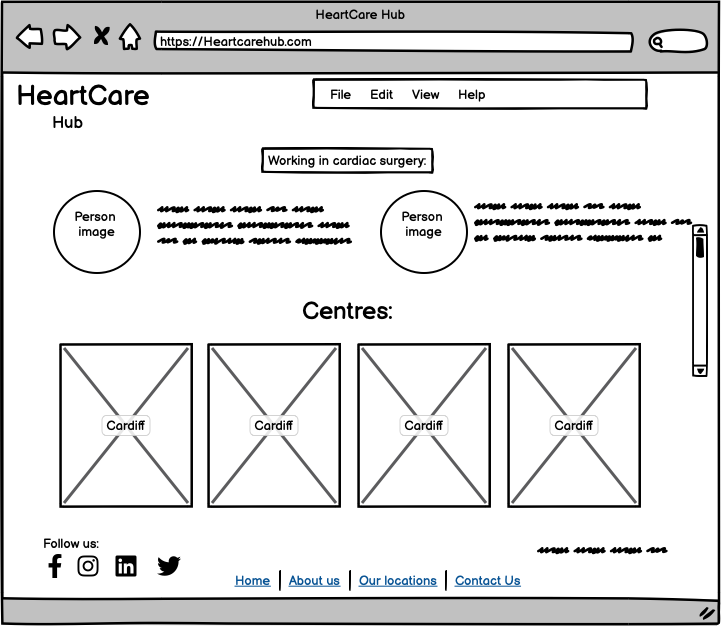 HeartCare Hub
https://Heartcarehub.com
HeartCare
Hub
File Edit View Help
Working in cardiac surgery:
Person
image
Person
image
Centres:
Cardiff Cardiff Cardiff Cardiff
Follow us:
Home About us Our locations Contact Us